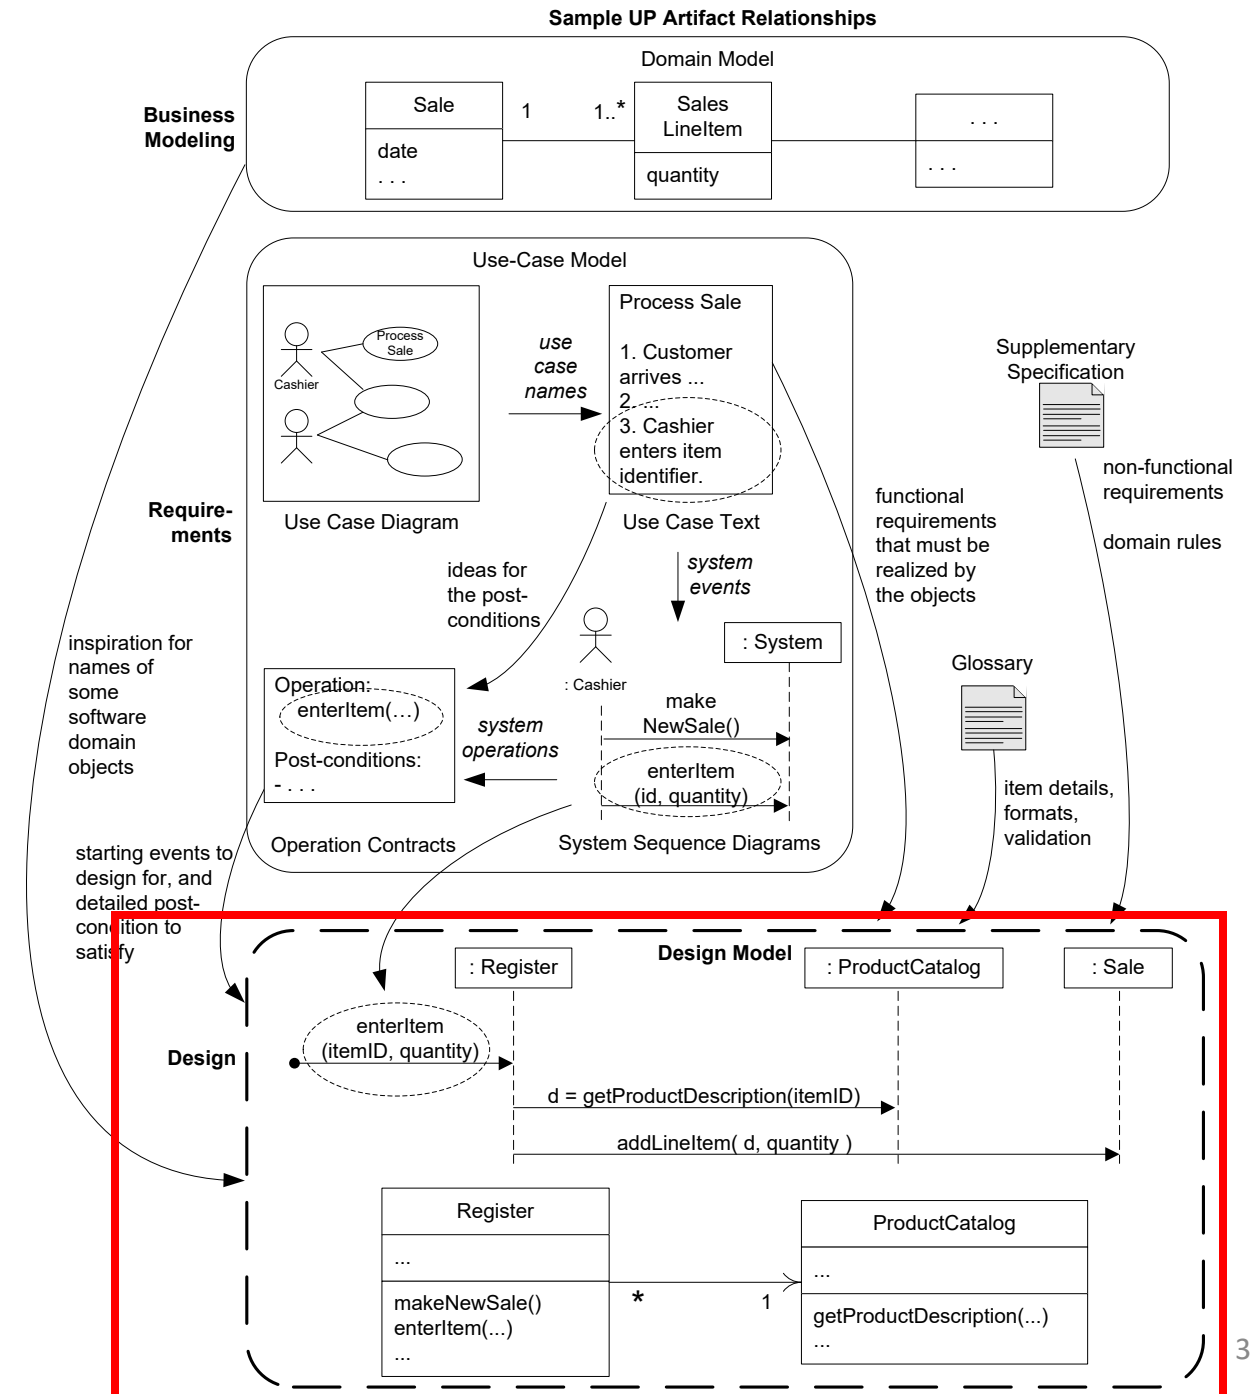 Sample UP Artifact Relationships
Domain Model
Business
Modeling
Sale
date
. . .
1
1..*
Sales
LineItem
quantity
. . .
. . .
Use-Case Model
Process
Sale
Cashier
Use Case Diagram
use
case
names
Process Sale
1. Customer
arrives ...
2. ...
3. Cashier
enters item
identifier.
Use Case Text
Require-
ments
Supplementary
Specification
non-functional
requirements
domain rules
functional
requirements
that must be
realized by
the objects
ideas for
the post-
conditions
system
events
inspiration for
names of
some
software
domain
objects
: System
: Cashier
make
NewSale()
enterItem
(id, quantity)
System Sequence Diagrams
Glossary
item details,
formats,
validation
Operation:
enterItem(…)
Post-conditions:
- . . .
Operation Contracts
system
operations
starting events to
design for, and
detailed post-
condition to
satisfy
Design Model
: Register
: ProductCatalog
: Sale
Design
enterItem
(itemID, quantity)
d = getProductDescription(itemID)
addLineItem( d, quantity )
Register
...
makeNewSale()
enterItem(...)
...
*
1
ProductCatalog
...
getProductDescription(...)
...
3